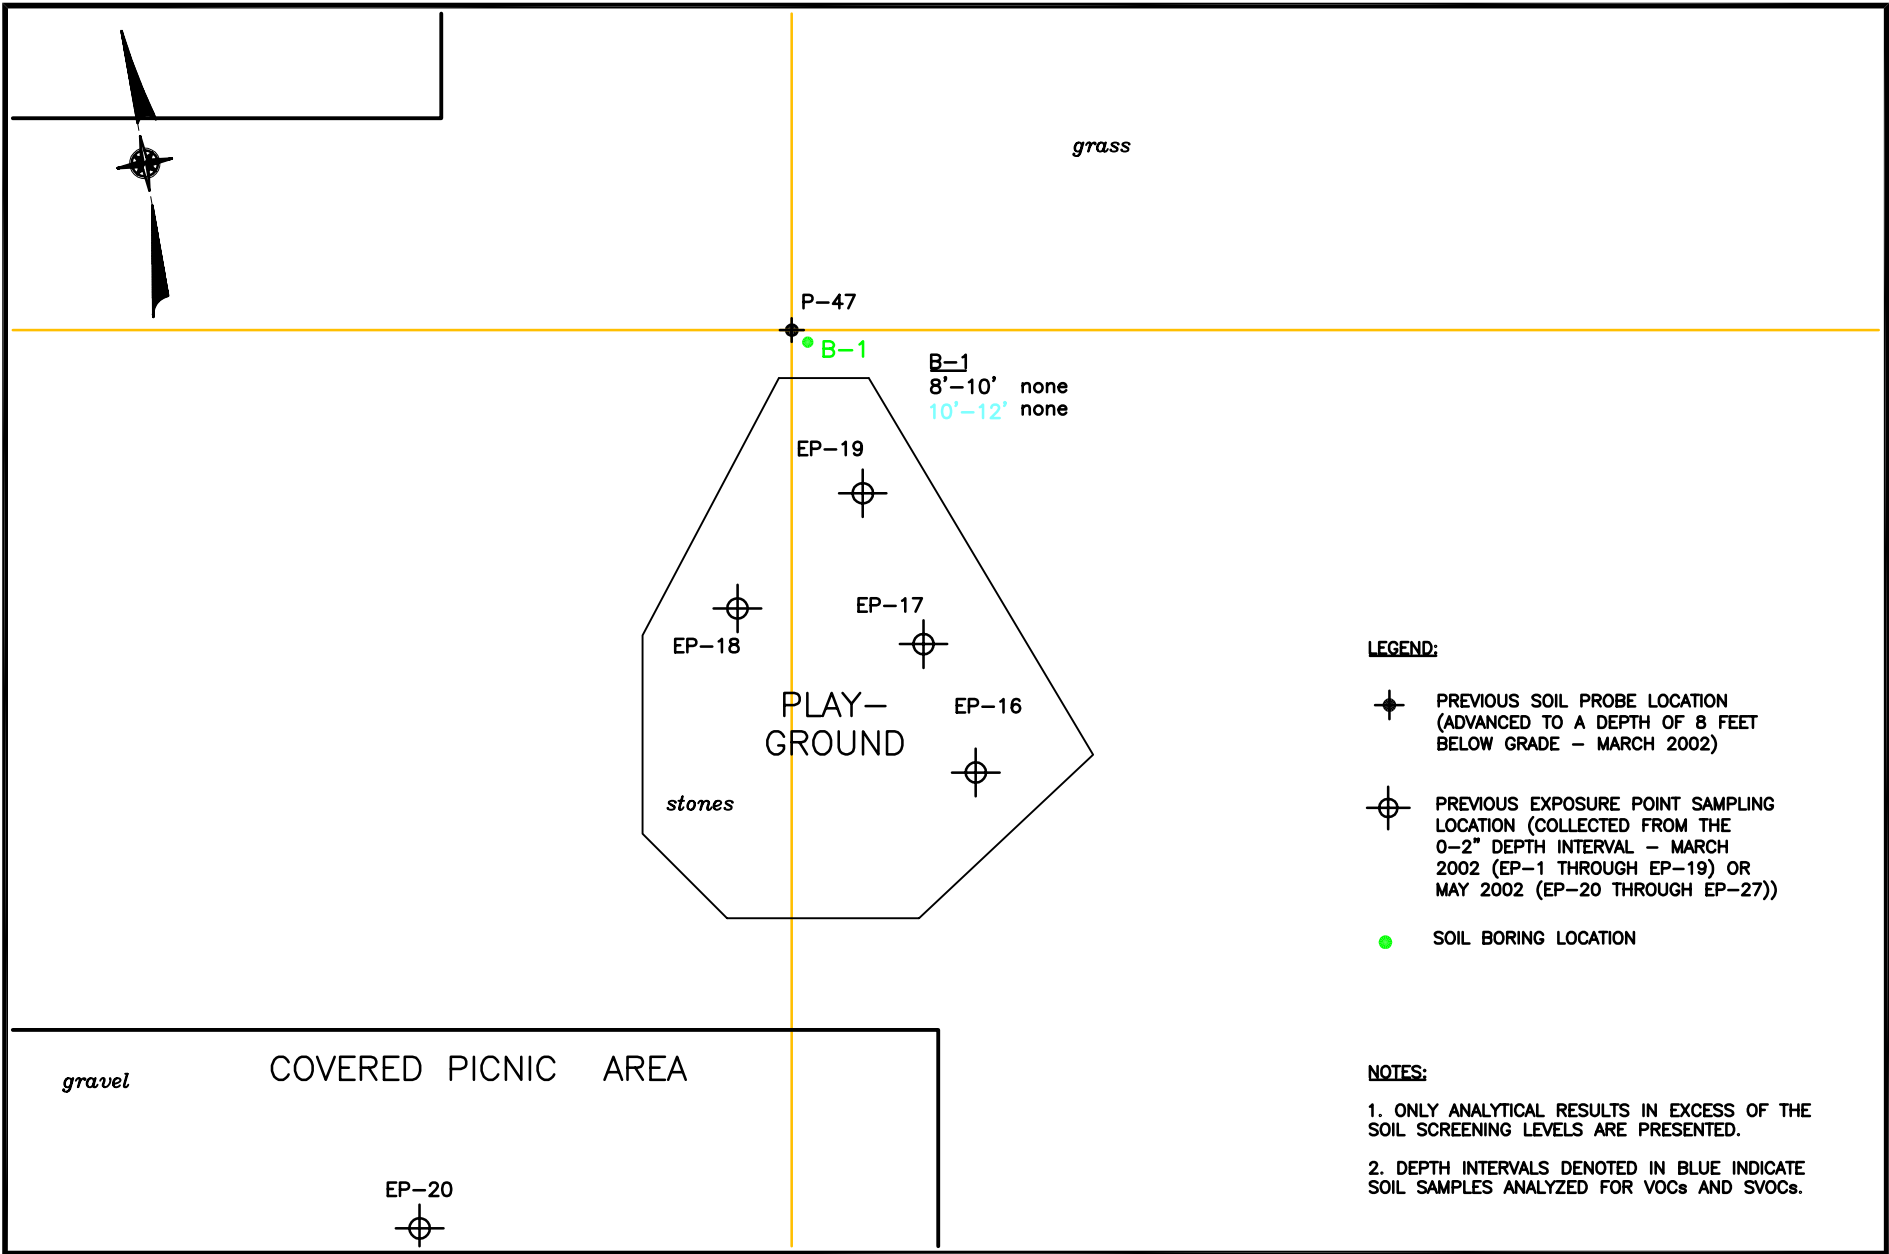 grass
P-47
B-1
B-1
8'-10' none
10'-12' none
EP-19
EP-17
EP-18
PLAY-
GROUND
EP-16
stones
LEGEND:
PREVIOUS SOIL PROBE LOCATION
(ADVANCED TO A DEPTH OF 8 FEET
BELOW GRADE - MARCH 2002)
PREVIOUS EXPOSURE POINT SAMPLING
LOCATION (COLLECTED FROM THE
0-2" DEPTH INTERVAL - MARCH
2002 (EP-1 THROUGH EP-19) OR
MAY 2002 (EP-20 THROUGH EP-27))
SOIL BORING LOCATION
COVERED PICNIC AREA
gravel
EP-20
NOTES:
1. ONLY ANALYTICAL RESULTS IN EXCESS OF THE
SOIL SCREENING LEVELS ARE PRESENTED.
2. DEPTH INTERVALS DENOTED IN BLUE INDICATE
SOIL SAMPLES ANALYZED FOR VOCs AND SVOCs.